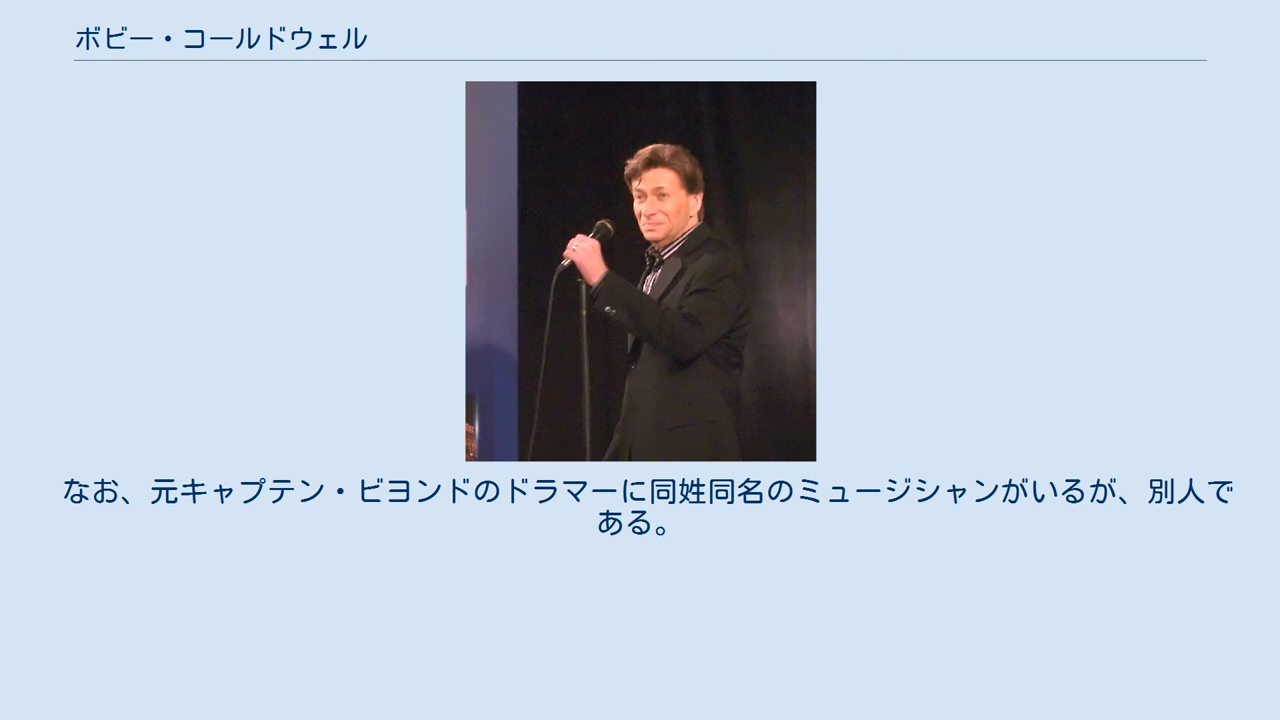 ボビー・コールドウェル
なお、元キャプテン・ビヨンドのドラマーに同姓同名のミュージシャンがいるが、別人で
ある。